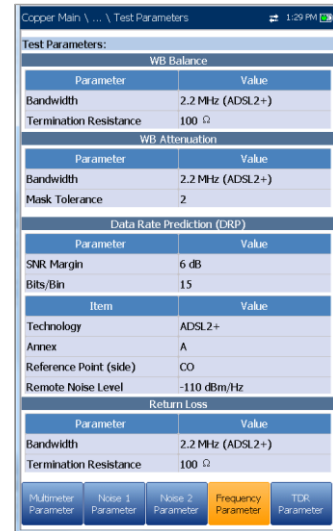 Copper Main \ ... \ Test Parameters 1:29 PM
Test Parameters:
WB Balance
Parameter Value
Bandwidth 2.2 MHz (ADSL2+)
Termination Resistance 100 Ω
WB Attenuation
Parameter Value
Bandwidth 2.2 MHz (ADSL2+)
Mask Tolerance 2
Data Rate Prediction (DRP)
Parameter Value
SNR Margin 6 dB
Bits/Bin 15
Item Value
Technology ADSL2+
Annex A
Reference Point (side) CO
Remote Noise Level -110 dBm/Hz
Return Loss
Parameter Value
Bandwidth 2.2 MHz (ADSL2+)
Termination Resistance 100 Ω
Multimeter Noise 1 Noise 2 Frequency TDR
Parameter Parameter Parameter Parameter Parameter